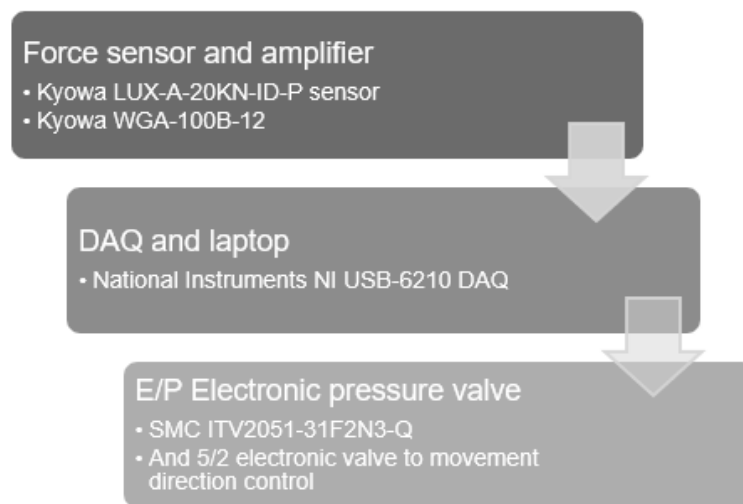 Force sensor and amplifier
• Kyowa LUX-A-20KN-ID-P sensor
• Kyowa WGA-100B-12
DAQ and laptop
• National Instruments NI USB-6210 DAQ
E/P Electronic pressure valve
• SMC ITV2051-31F2N3-Q
• And 5/2 electronic valve to movement
direction control